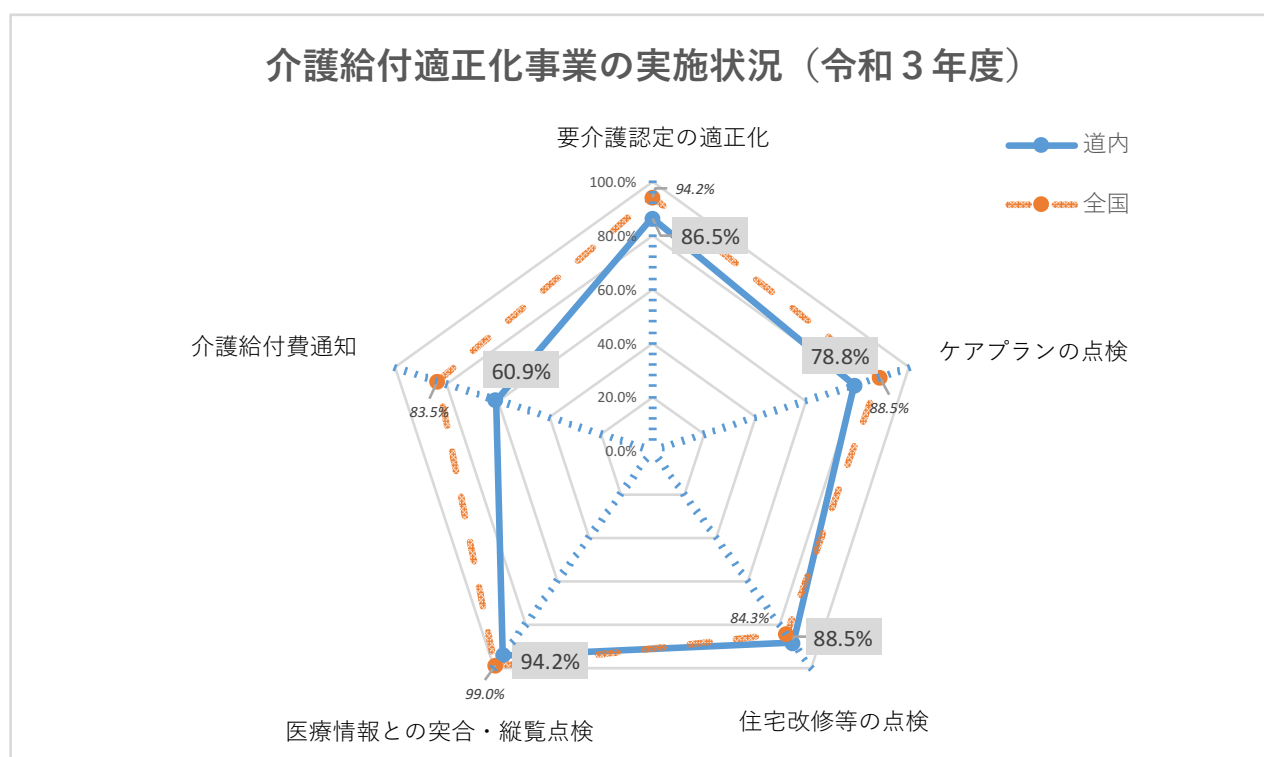 介護給付適正化事業の実施状況（令和３年度）
要介護認定の適正化
道内
全国
100.0%
94.2%
80.0%
86.5%
60.0%
介護給付費通知
ケアプランの点検
40.0%
78.8%
60.9%
83.5%
88.5%
20.0%
0.0%
84.3%
88.5%
94.2%
99.0%
住宅改修等の点検
医療情報との突合・縦覧点検